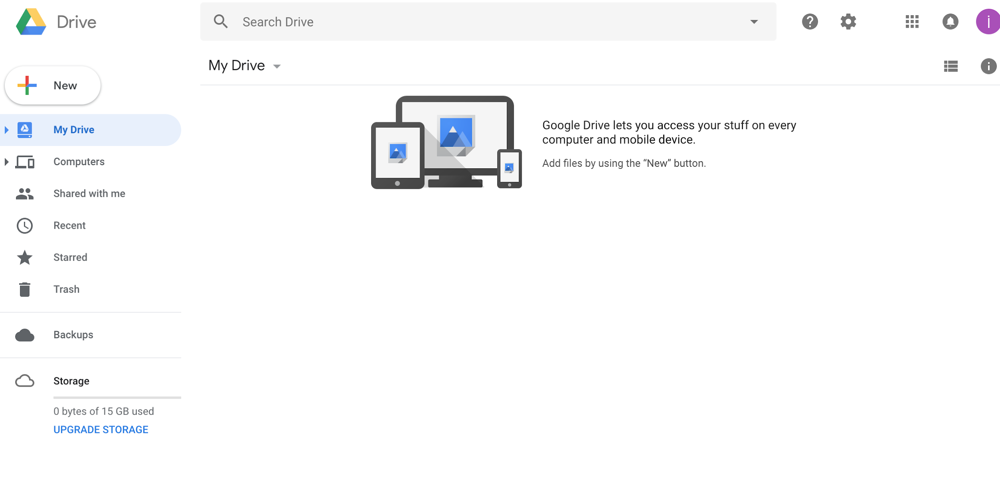 Drive
Search Drive
i
My Drive
New
My Drive
Computers
Shared with me
Recent
Starred
Trash
Backups
Storage
0 bytes of 15 GB used
UPGRADE STORAGE
Google Drive lets you access your stuff on every
computer and mobile device.
Add files by using the “New” button.